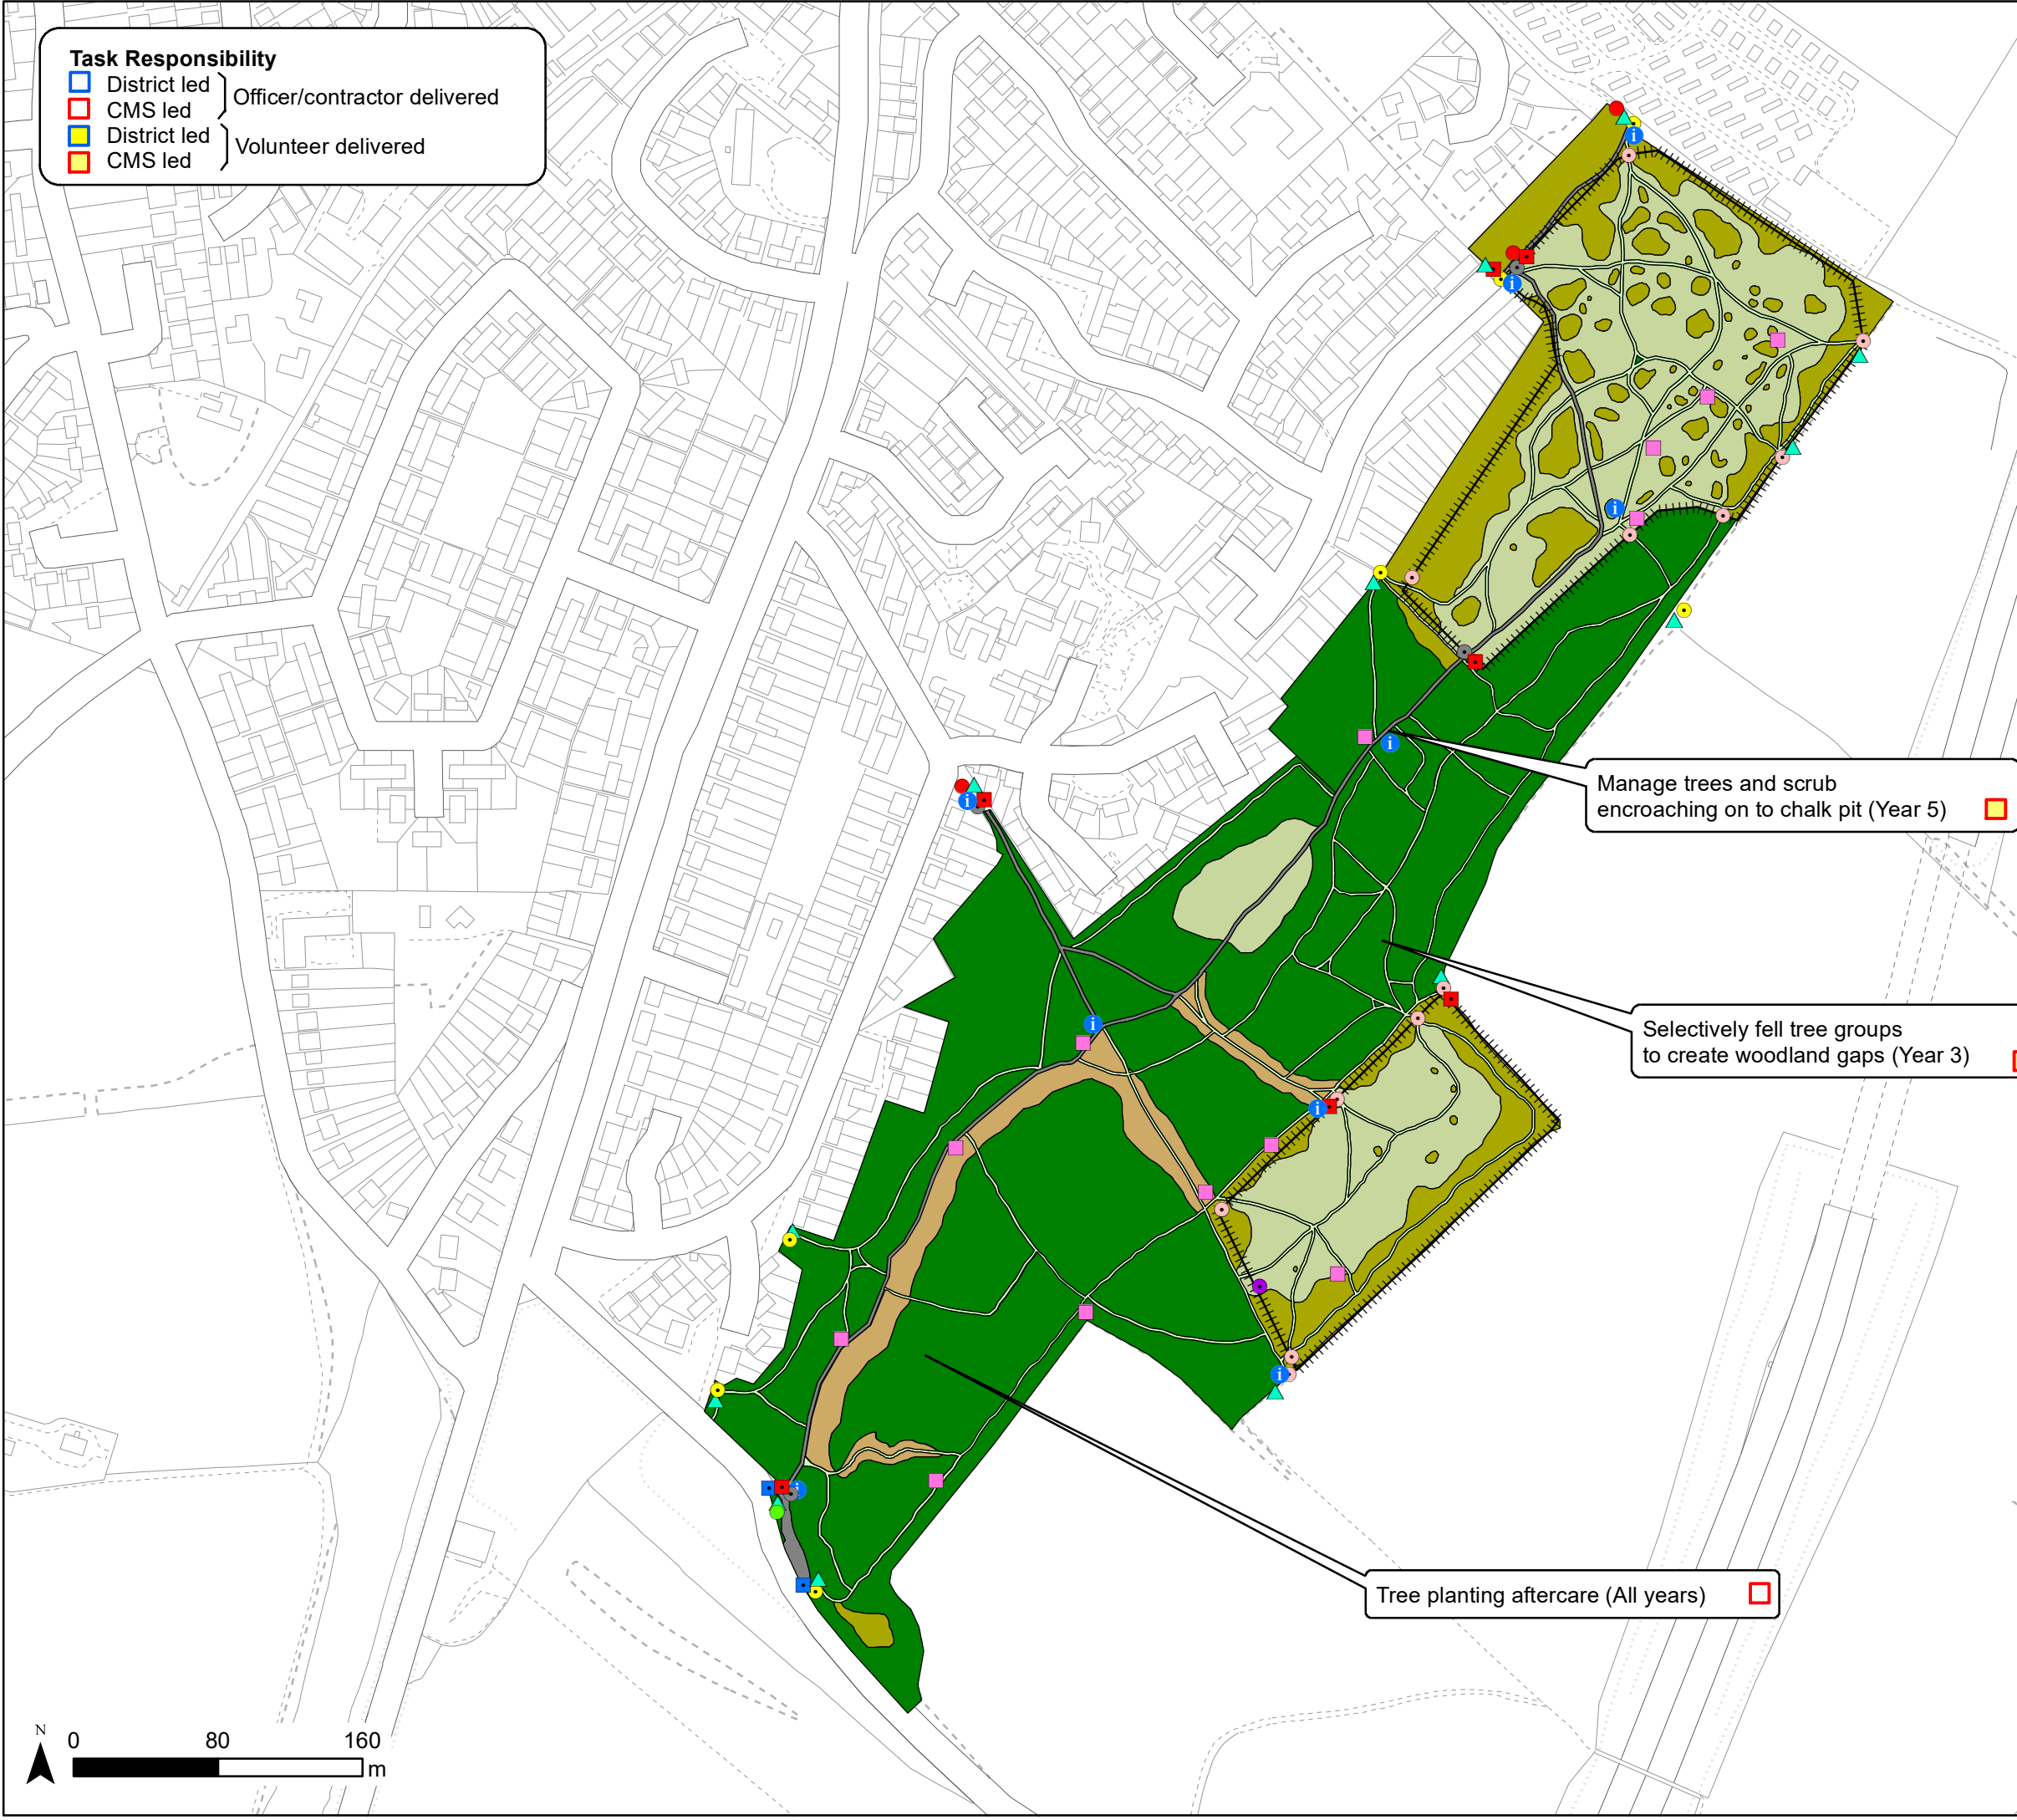 Task Responsibility
District led
CMS led
Officer/contractor delivered
District led
CMS led
Volunteer delivered
Manage trees and scrub
encroaching on to chalk pit (Year 5)
Selectively fell tree groups
to create woodland gaps (Year 3)
Tree planting aftercare (All years)
N
0 80 160
m
i
i
i
i
i
i
i
i
i